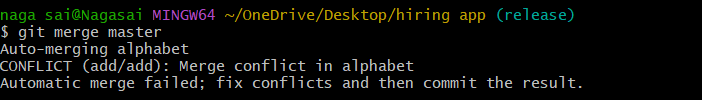 naga sai@Nagasai MINGW64 ~/OneDrive/Desktop/hiring app (release)
$ git merge master
Auto-merging alphabet
CONFLICT (add/add): Merge conflict in alphabet
Automatic merge failed; fix conflicts and then commit the result.